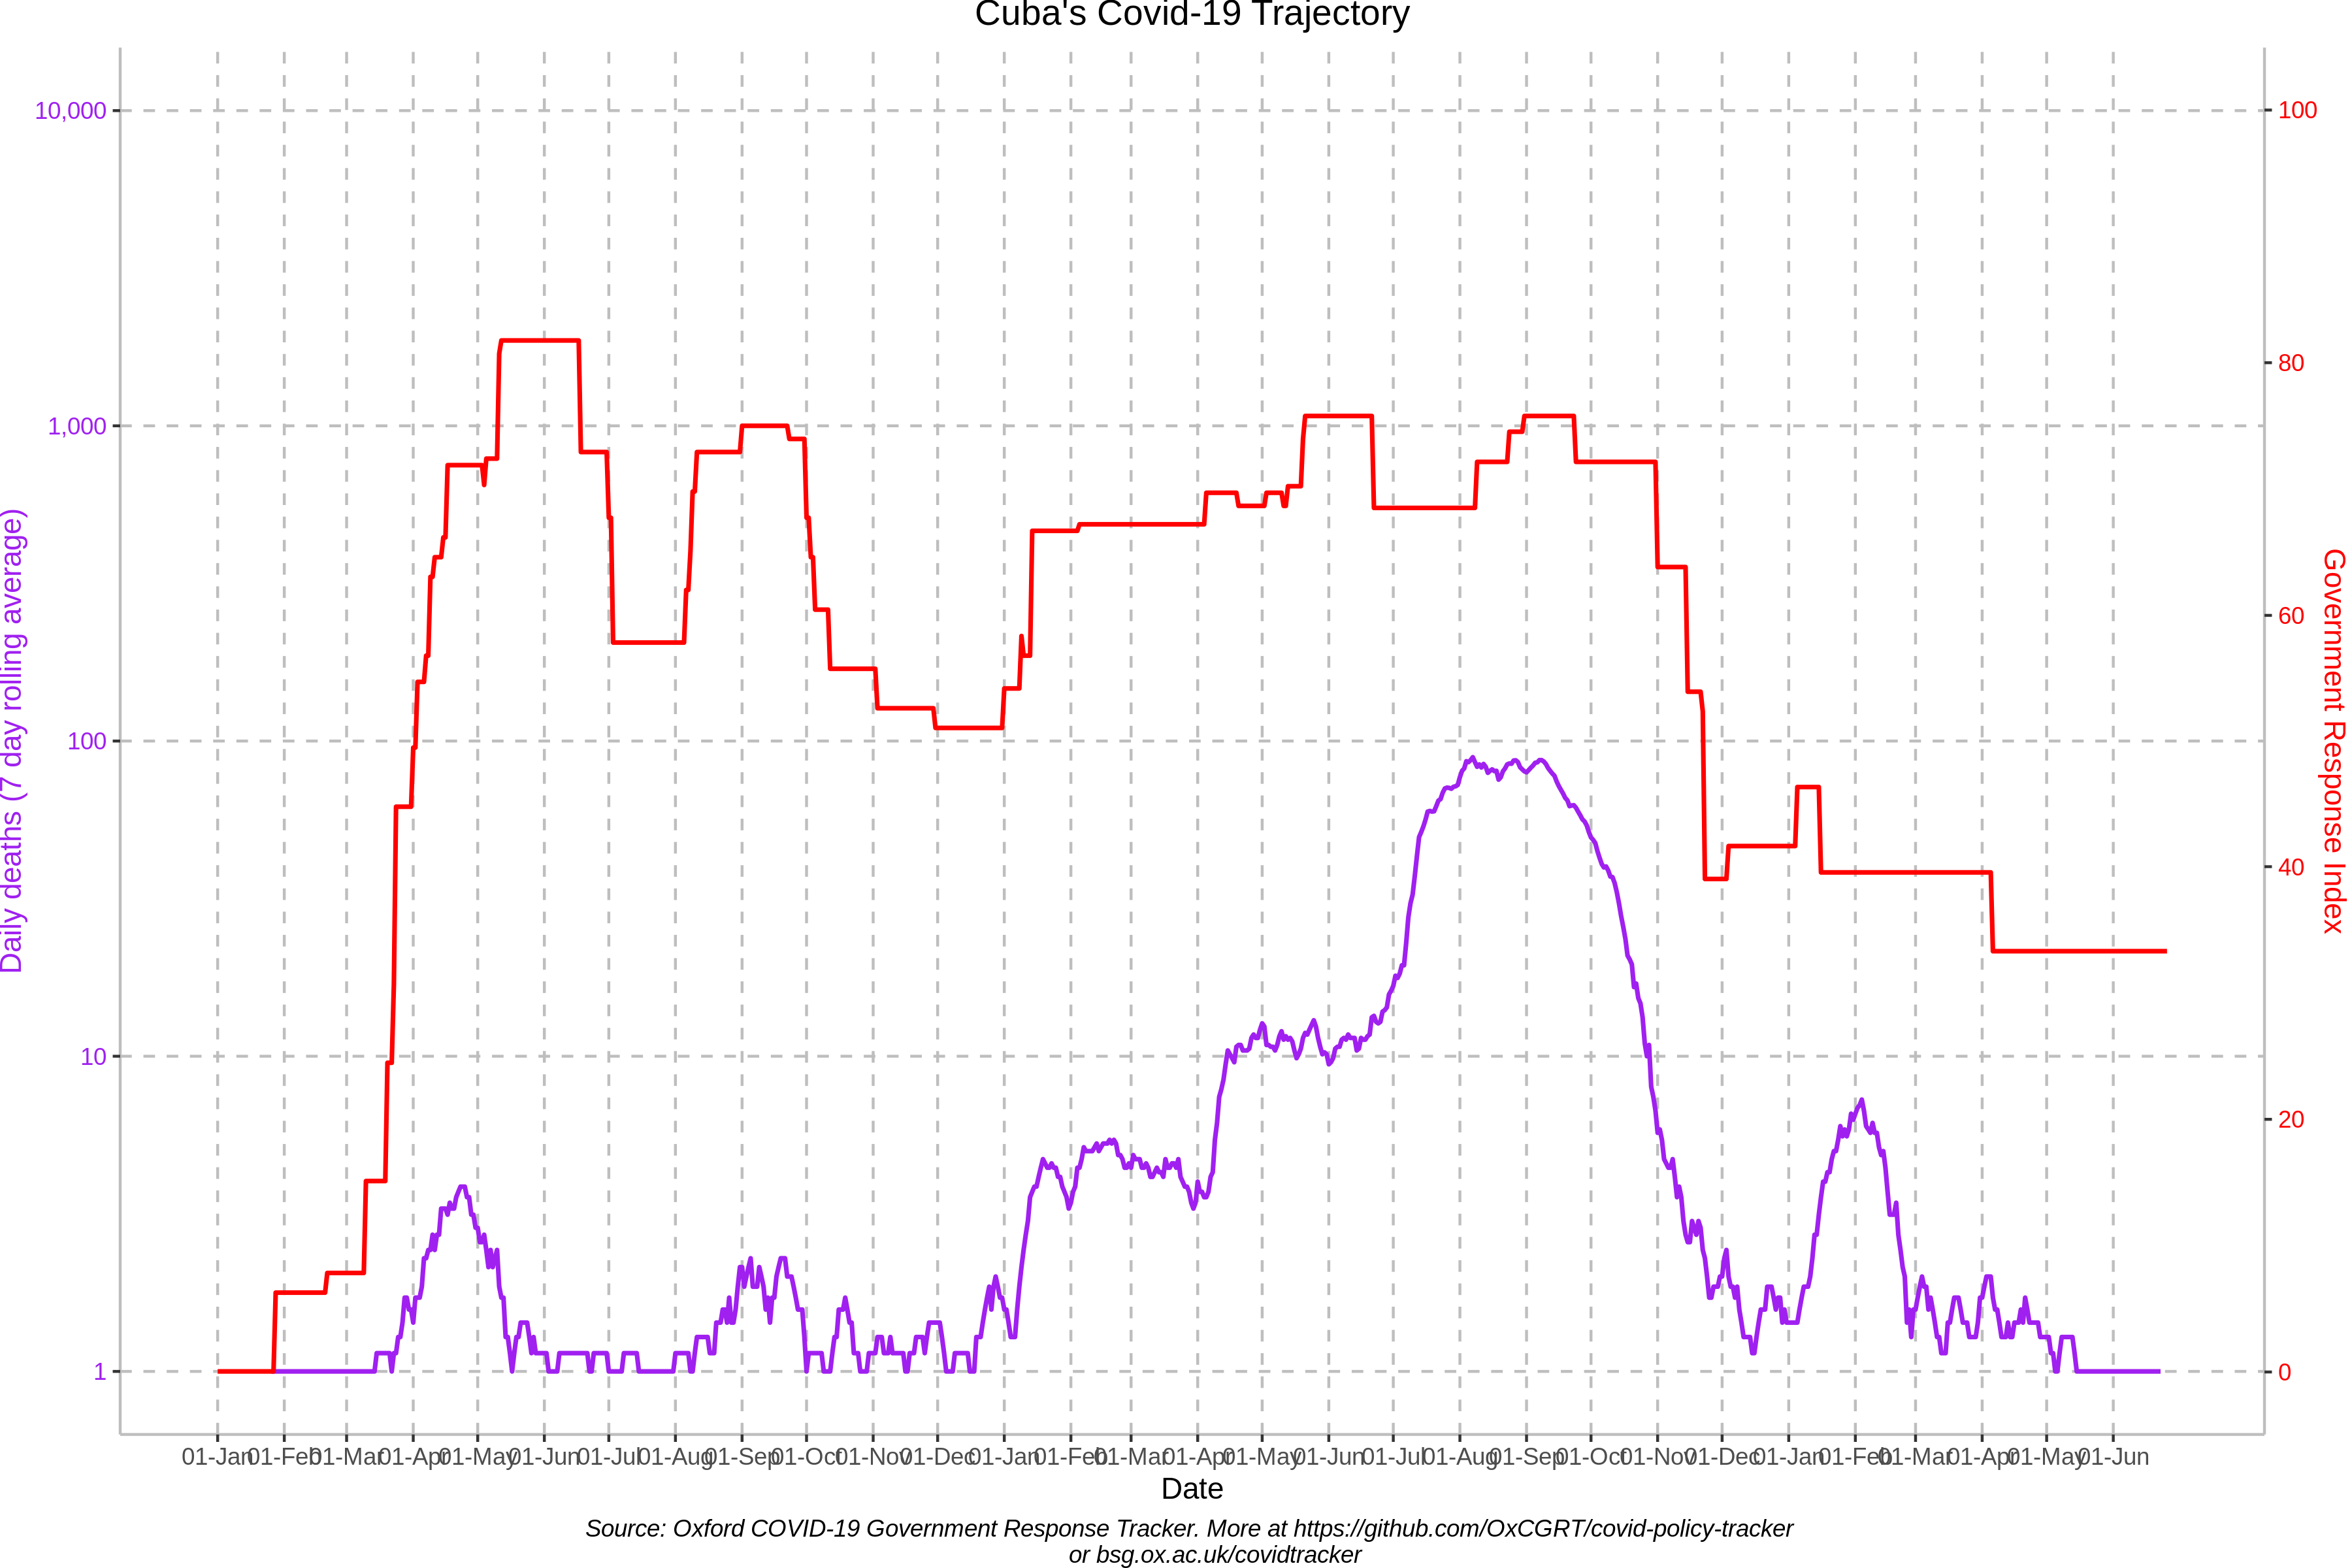 Cuba's Covid-19 Trajectory
10,000
1,000
100
10
1
Daily deaths (7 day rolling average)
100
80
60
40
20
0
Government Response Index
01-Jan 01-Feb 01-Mar 01-Apr 01-May 01-Jun 01-Jul 01-Aug 01-Sep 01-Oct 01-Nov 01-Dec 01-Jan 01-Feb 01-Mar 01-Apr 01-May 01-Jun 01-Jul 01-Aug 01-Sep 01-Oct 01-Nov 01-Dec 01-Jan 01-Feb 01-Mar 01-Apr 01-May 01-Jun
Date
Source: Oxford COVID-19 Government Response Tracker. More at https://github.com/OxCGRT/covid-policy-tracker
or bsg.ox.ac.uk/covidtracker